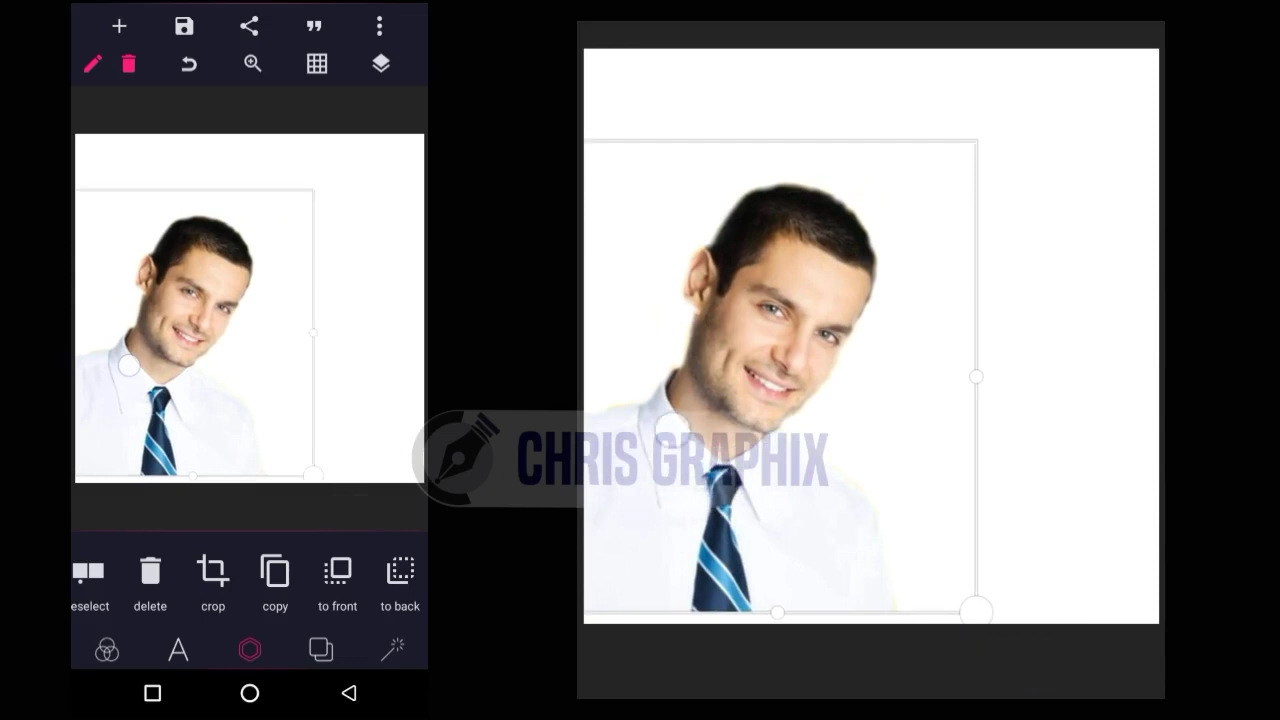 CHRIS GRAPHIX
eselect
delete
crop
copy
to front
to back